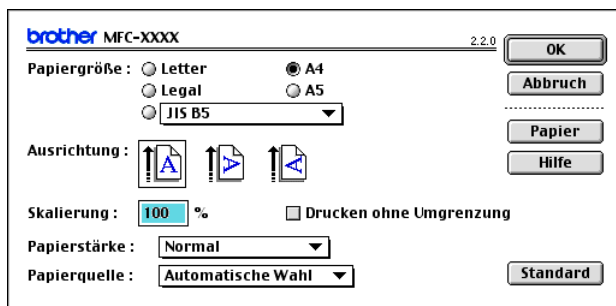 brother MFC-XXXX
2.2.0
OK
Papiergröße : Letter A4
Abbruch
Legal A5
JIS B5
Papier
Ausrichtung : A A A
Hilfe
Skalierung : 100 % Drucken ohne Umgrenzung
Papierstärke : Normal
Papierquelle : Automatische Wahl
Standard